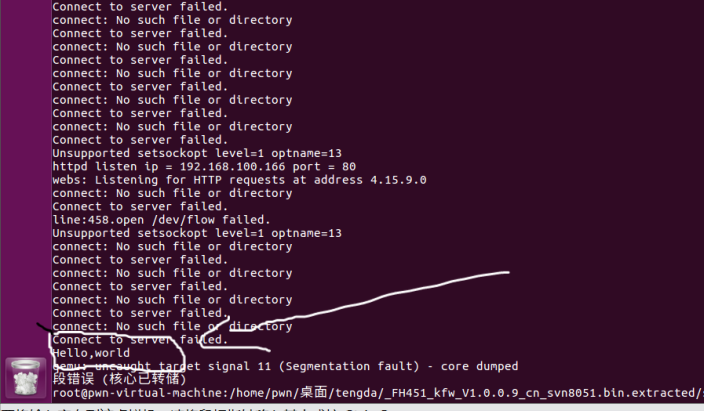 Connect to server failed.
connect: No such file or directory
Connect to server failed.
connect: No such file or directory
Connect to server failed.
connect: No such file or directory
Connect to server failed.
connect: No such file or directory
Connect to server failed.
connect: No such file or directory
Connect to server failed.
Unsupported setsockopt level=1 optname=13
httpd listen ip = 192.168.100.166 port = 80
webs: Listening for HTTP requests at address 4.15.9.0
connect: No such file or directory
Connect to server failed.
line:458.open /dev/flow failed.
Unsupported setsockopt level=1 optname=13
connect: No such file or directory
Connect to server failed.
connect: No such file or directory
Connect to server failed.
connect: No such file or directory
Connect to server failed.
connect: No such file or directory
Connect to server failed.
Hello,world
qemu: uncaught target signal 11 (Segmentation fault) - core dumped
段错误 (核心已转储)
root@pwn-virtual-machine:/home/pwn/桌面/tengda/_FH451_kfw_V1.0.0.9_cn_svn8051.bin.extracted/s